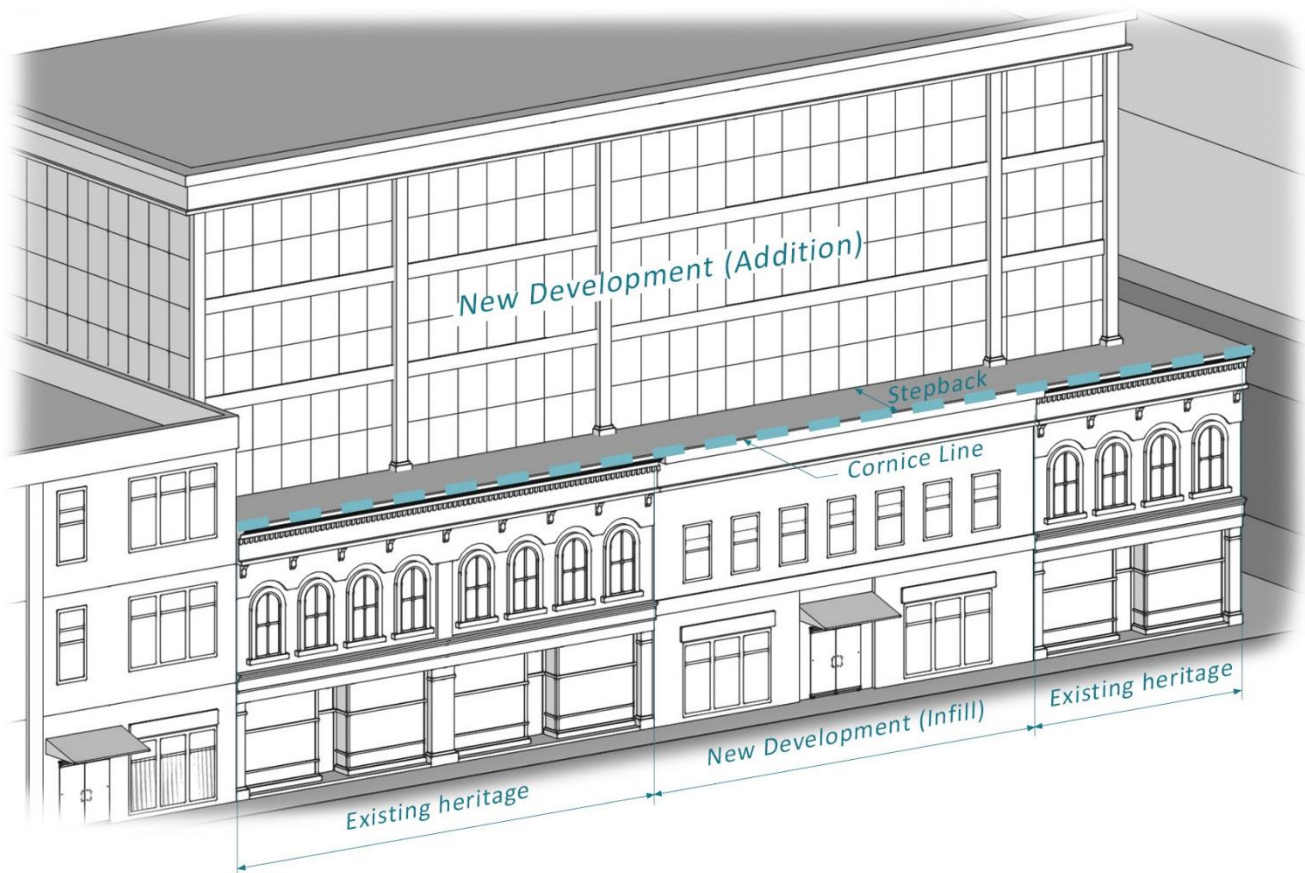 New Development (Addition)
Stepback
Cornice Line
Existing heritage
New Development (Infill)
Existing heritage